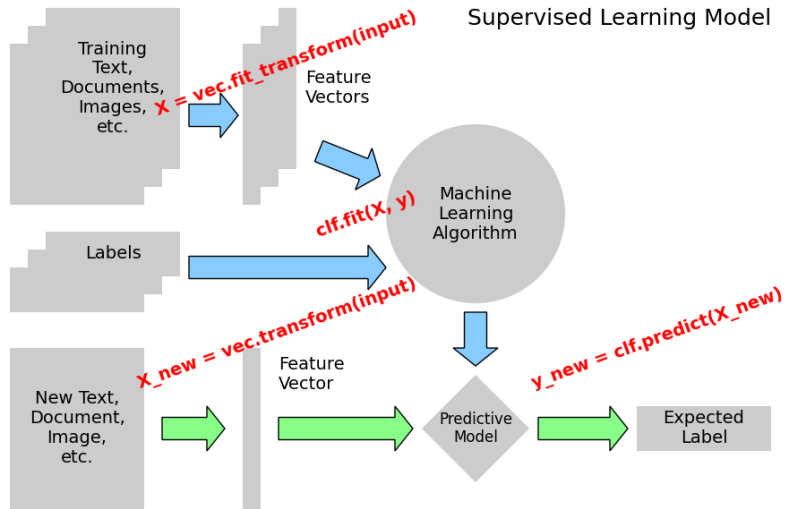 Supervised Learning Model
Training
Text,
Documents,
Images,
etc.
X = vec.fit_transform(input)
Feature
Vectors
Machine
Learning
Algorithm
clf.fit(X, y)
Labels
X_new = vec.transform(input)
y_new = clf.predict(X_new)
New Text,
Document,
Image,
etc.
Feature
Vector
Predictive
Model
Expected
Label